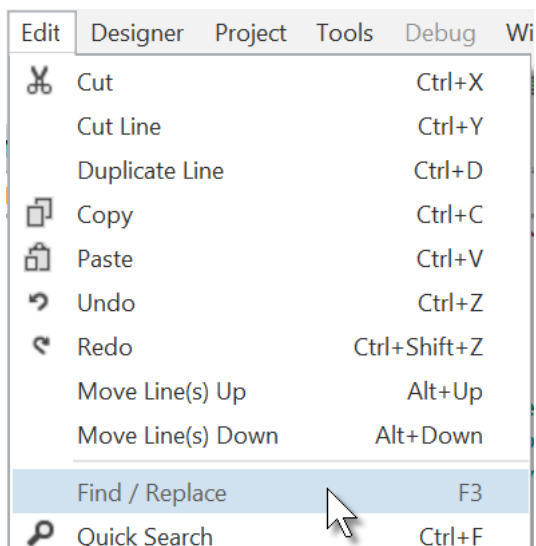 Edit Designer Project Tools Debug
Cut Ctrl+X
Cut Line Ctrl+Y
Duplicate Line Ctrl+D
Copy Ctrl+C
Paste Ctrl+V
Undo Ctrl+Z
Redo Ctrl+Shift+Z
Move Line(s) Up Alt+Up
Move Line(s) Down Alt+Down
Find / Replace F3
Quick Search Ctrl+F